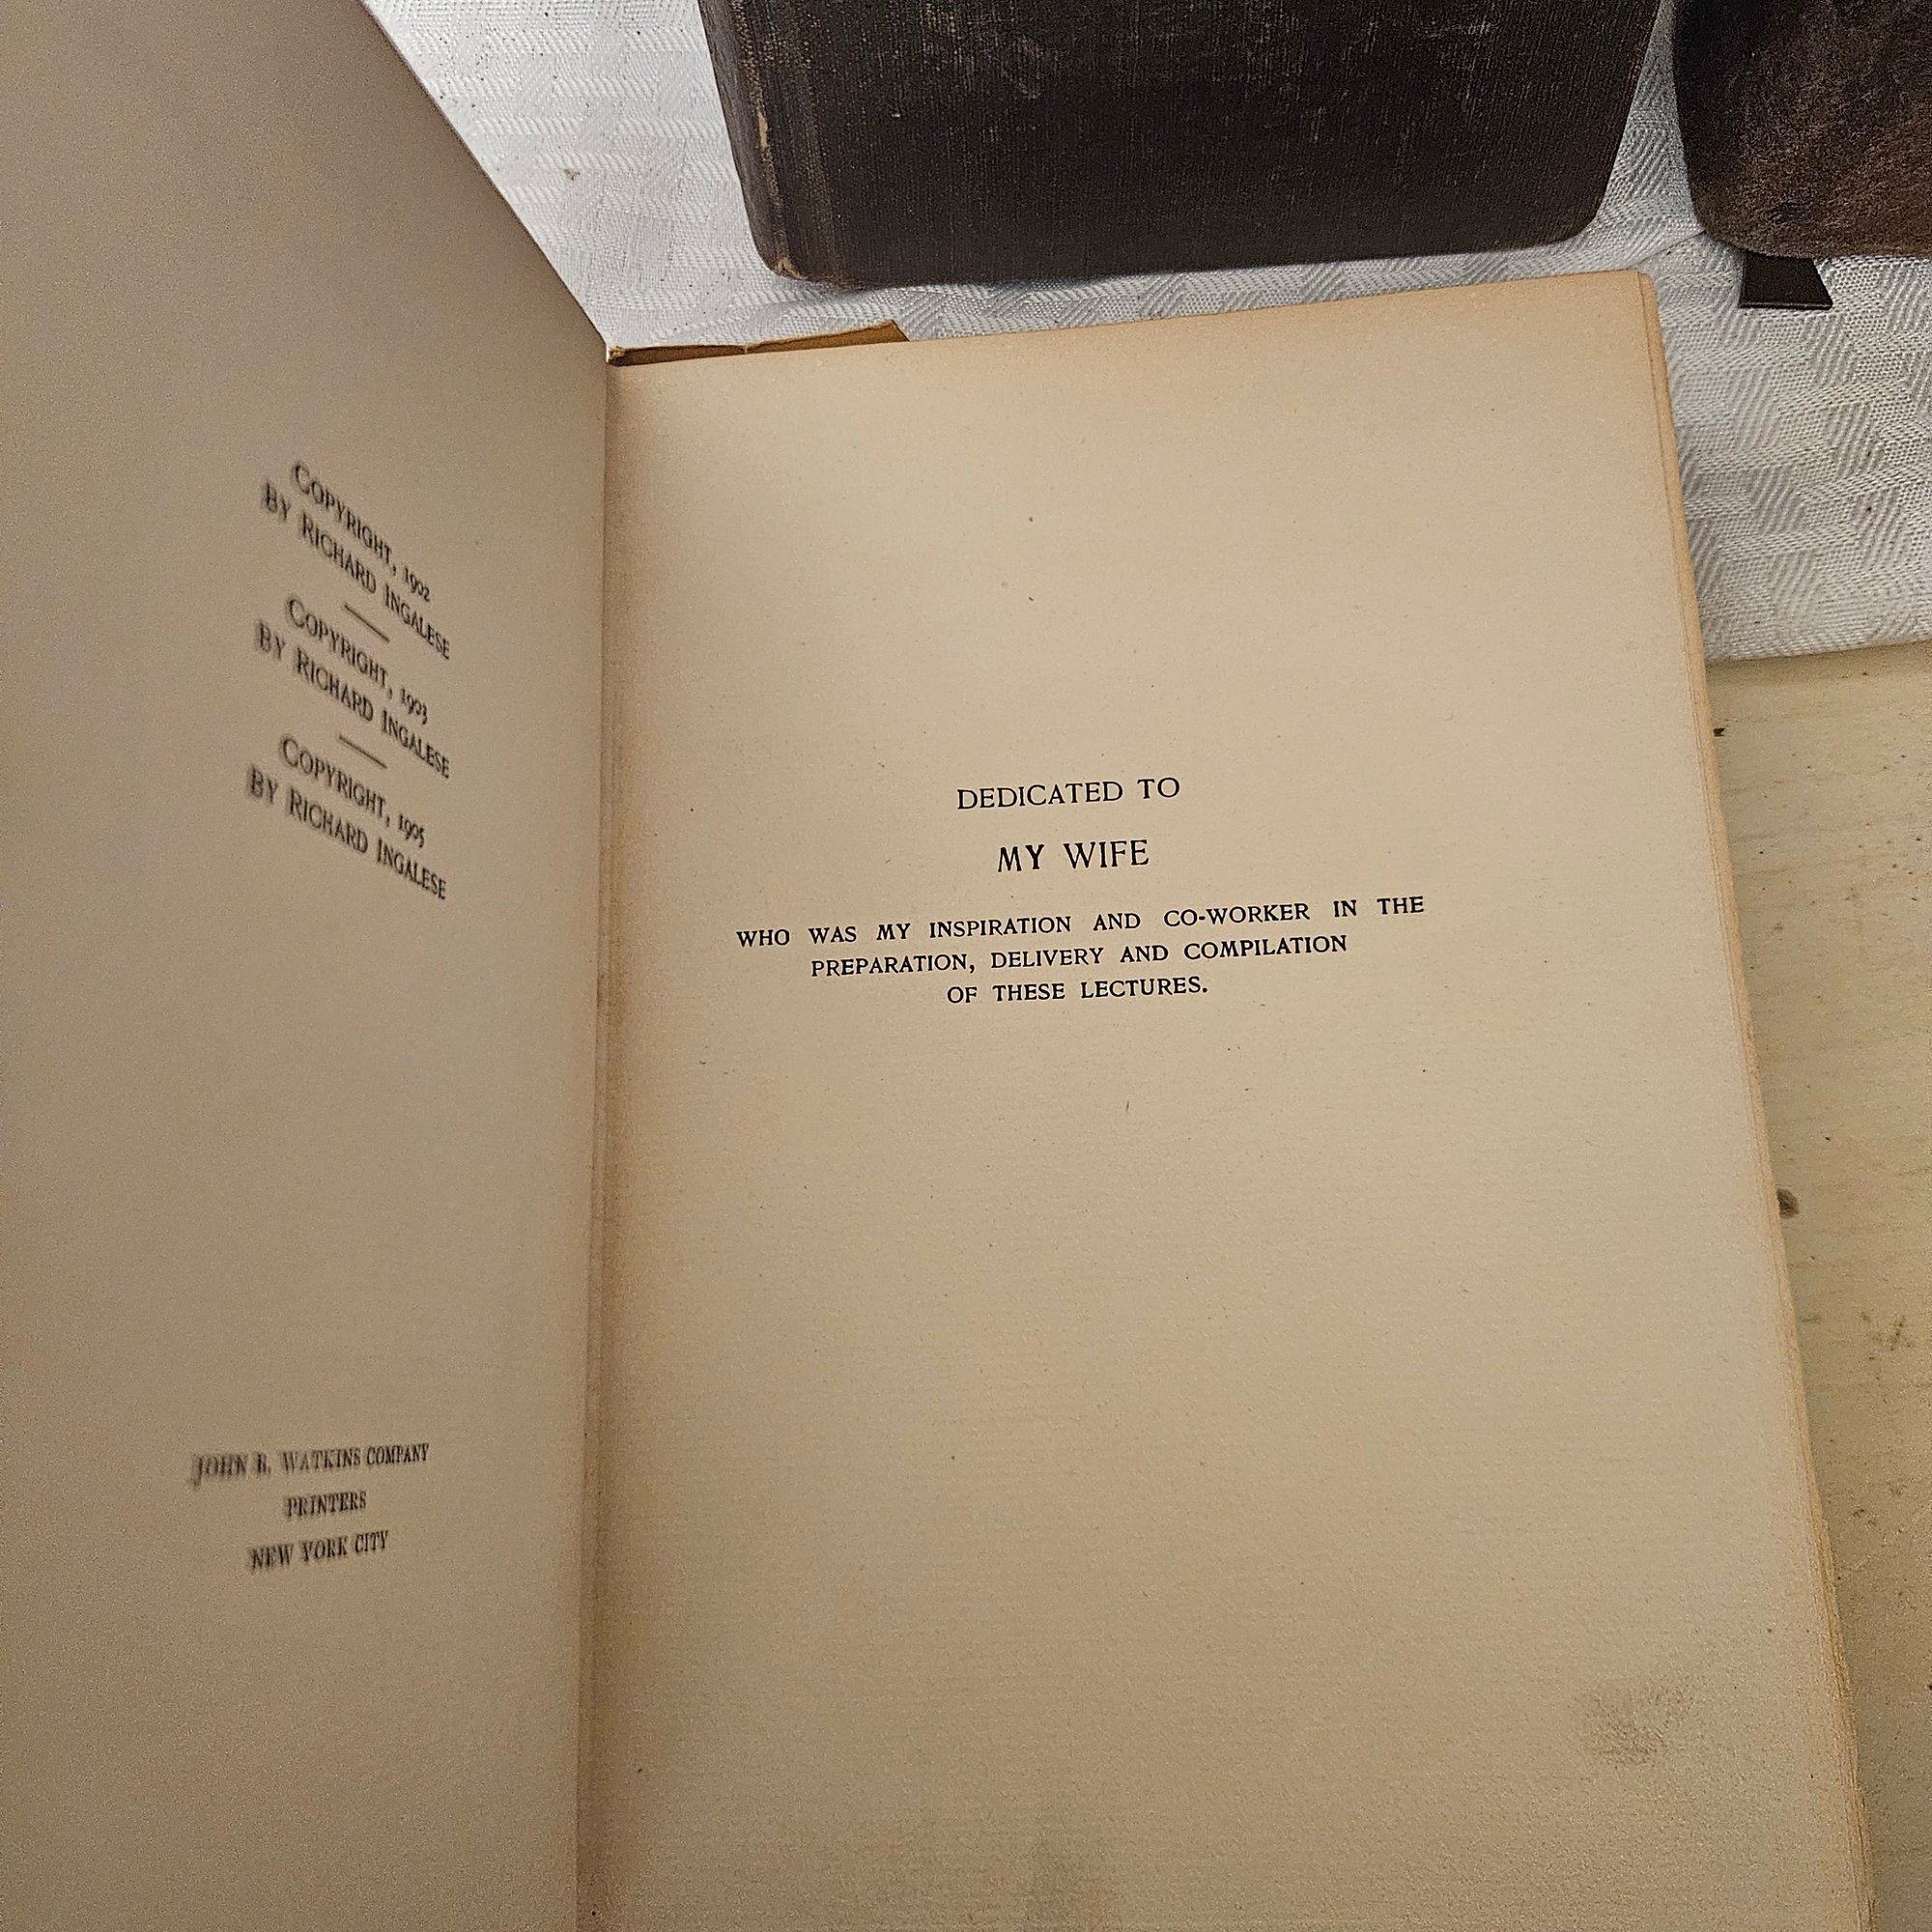 COPYRIGHT, 1902
BY RICHARD INGALESE
COPYRIGHT, 1903
BY RICHARD INGALESE
COPYRIGHT, 1905
BY RICHARD INGALESE
JOHN B. WATKINS COMPANY
PRINTERS
NEW YORK CITY
DEDICATED TO
MY WIFE
WHO WAS MY INSPIRATION AND CO-WORKER IN THE
PREPARATION, DELIVERY AND COMPILATION
OF THESE LECTURES.